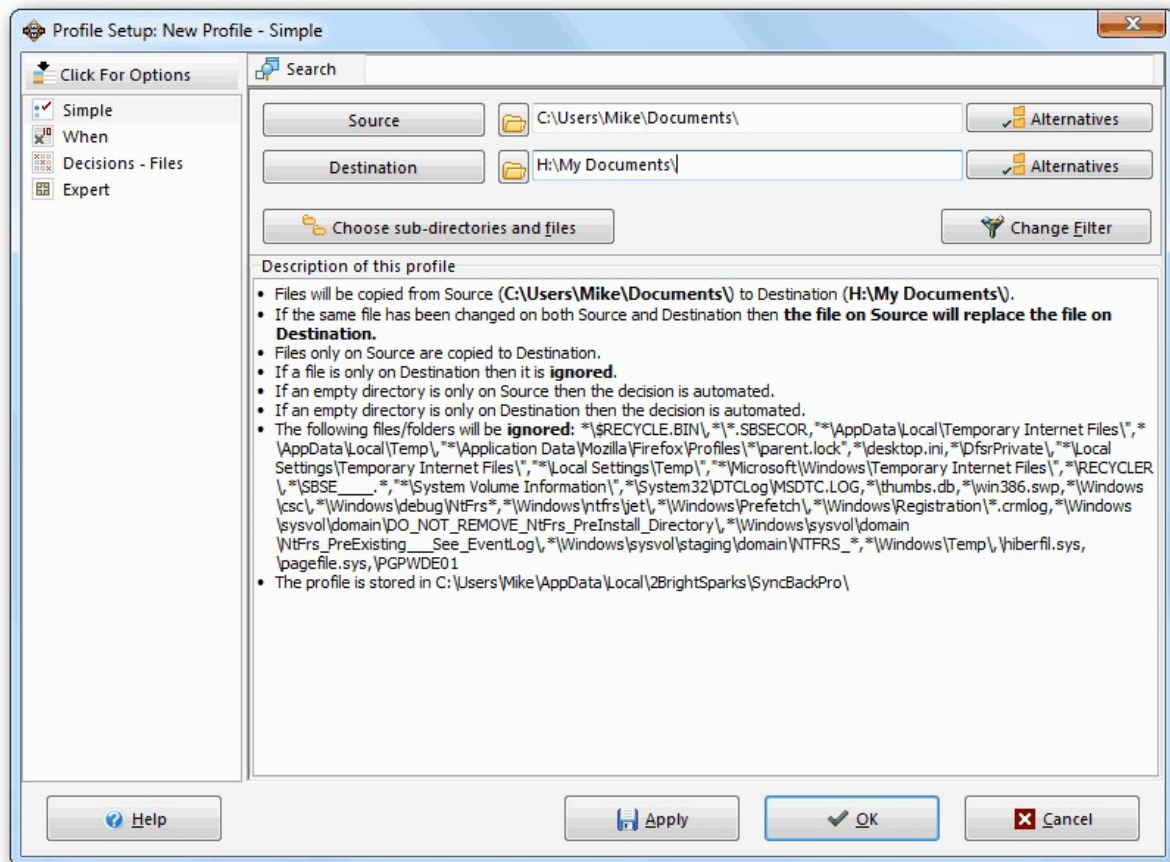 Profile Setup: New Profile - Simple
Click For Options
Simple
When
Decisions - Files
Expert
Search
Source
C:\Users\Mike\Documents\
Alternatives
Destination
H:\My Documents\
Alternatives
Choose sub-directories and files
Change Filter
Description of this profile
• Files will be copied from Source (C:\Users\Mike\Documents\) to Destination (H:\My Documents\).
• If the same file has been changed on both Source and Destination then the file on Source will replace the file on
Destination.
• Files only on Source are copied to Destination.
• If a file is only on Destination then it is ignored.
• If an empty directory is only on Source then the decision is automated.
• If an empty directory is only on Destination then the decision is automated.
• The following files/folders will be ignored: *\$RECYCLE.BIN\,*\*.SBSECOR,"*\AppData\Local\Temporary Internet Files\",*
\AppData\Local\Temp\,"*\Application Data\Mozilla\Firefox\Profiles\*\parent.lock",*\desktop.ini,*\DfsrPrivate\,"*\Local
Settings\Temporary Internet Files\","*\Local Settings\Temp\","*\Microsoft\Windows\Temporary Internet Files\",*\RECYCLER
\,*\SBSE____.*,"*\System Volume Information\",*\System32\DTCLog\MSDTC.LOG,*\thumbs.db,*\win386.swp,*\Windows
\csc\,*\Windows\debug\NtFrs*,*\Windows\ntfrs\jet\,*\Windows\Prefetch\,*\Windows\Registration\*.crmlog,*\Windows
\sysvol\domain\DO_NOT_REMOVE_NtFrs_PreInstall_Directory\,*\Windows\sysvol\domain
\NtFrs_PreExisting___See_EventLog\,*\Windows\sysvol\staging\domain\NTFRS_*,*\Windows\Temp\,\hiberfil.sys,
\pagefile.sys,\PGPWDE01
• The profile is stored in C:\Users\Mike\AppData\Local\2BrightSparks\SyncBackPro\
Help
Apply
OK
Cancel